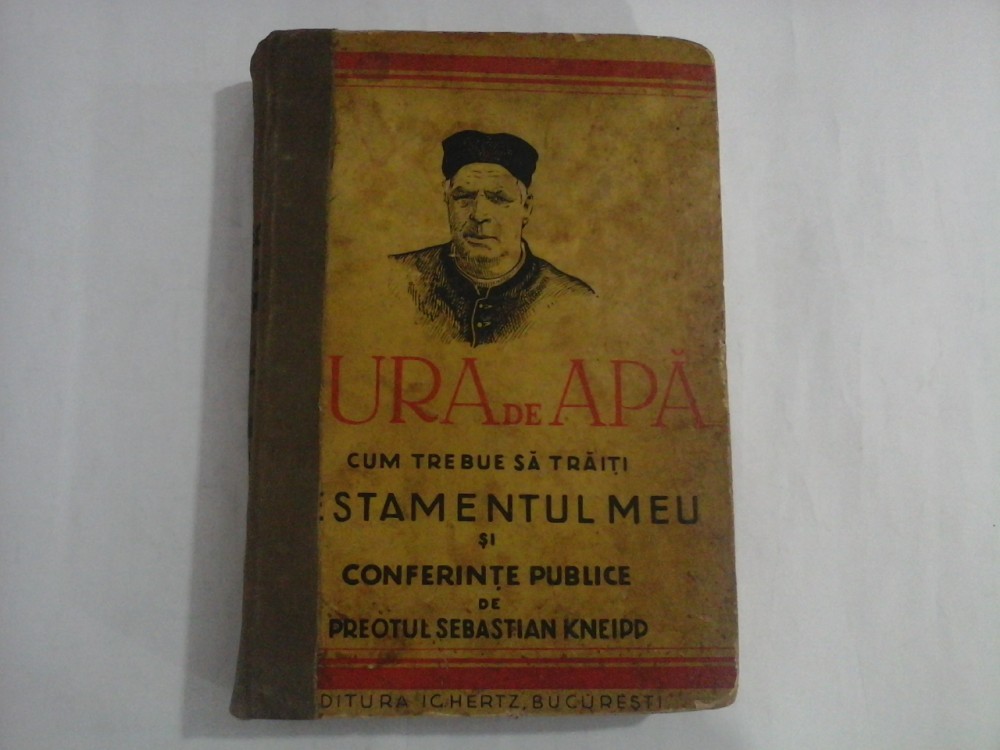 URA DE APĂ
CUM TREBUE SĂ TRĂIȚI
ESTAMENTUL MEU
ȘI
CONFERINȚE PUBLICE
DE
PREOTUL SEBASTIAN KNEIPP
DITURA IG. HERTZ, BUCUREȘTI